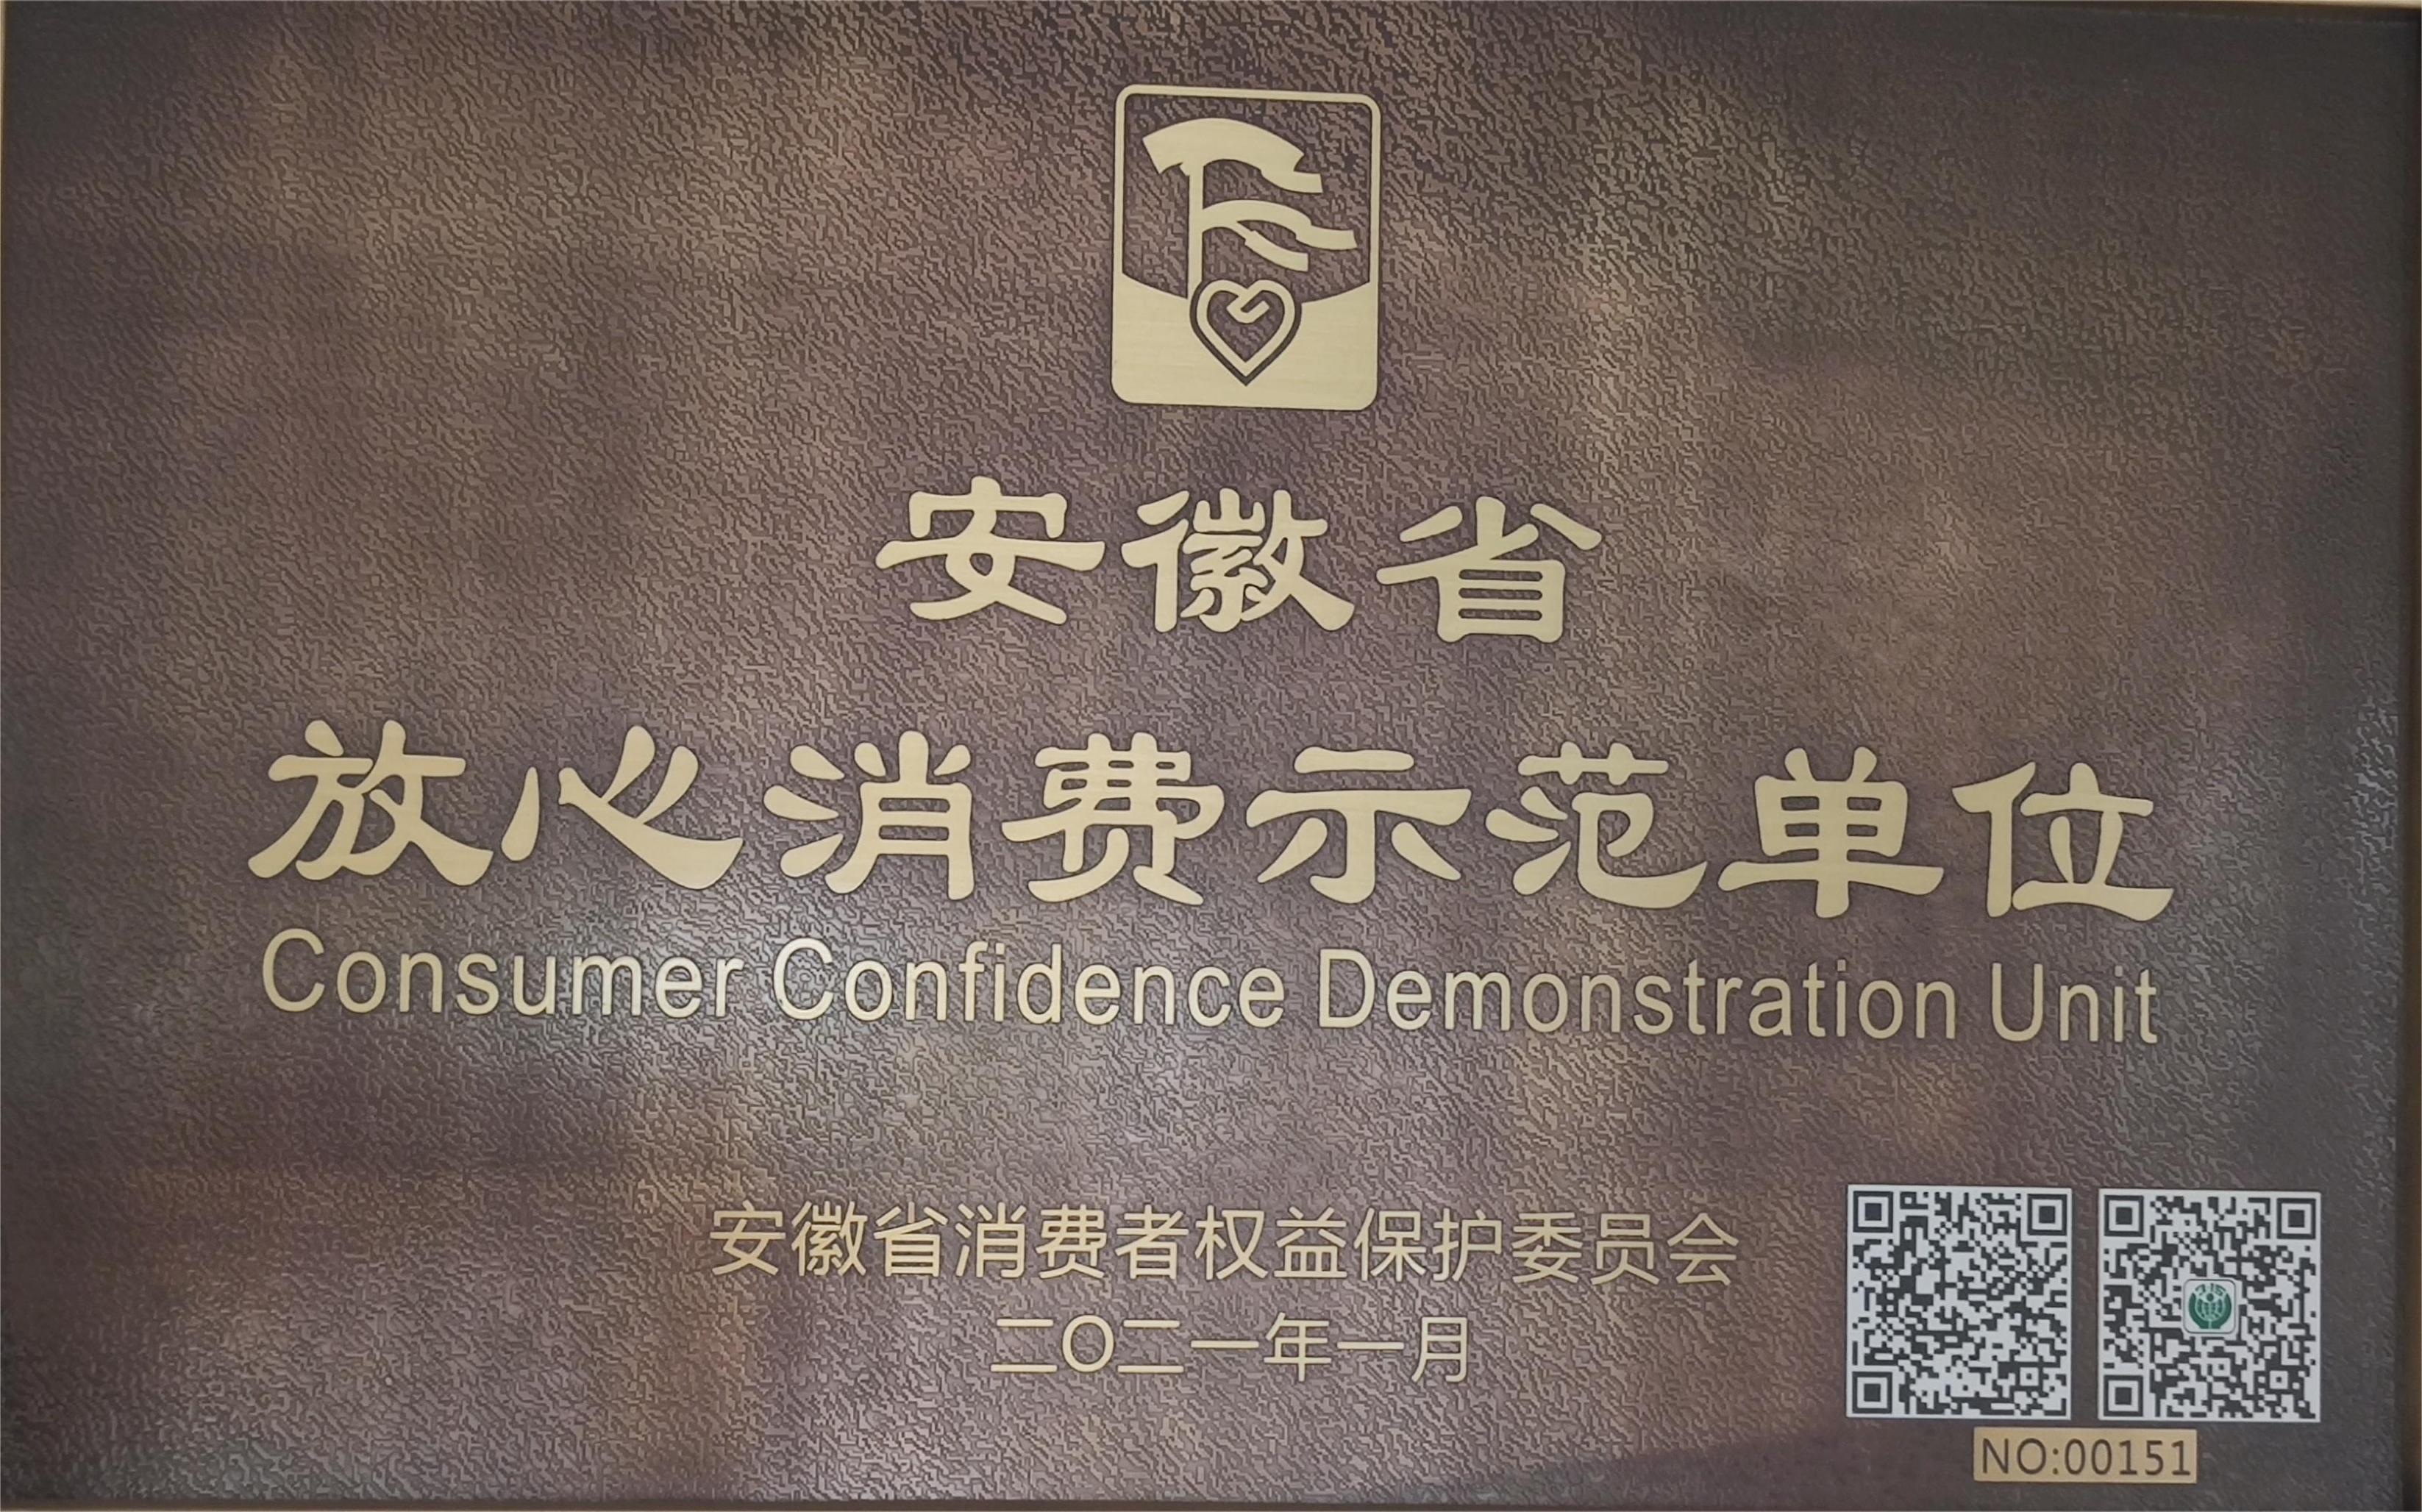 安徽省
放心消费示范单位
Consumer Confidence Demonstration Unit
安徽省消费者权益保护委员会
二O二一年一月
NO:00151